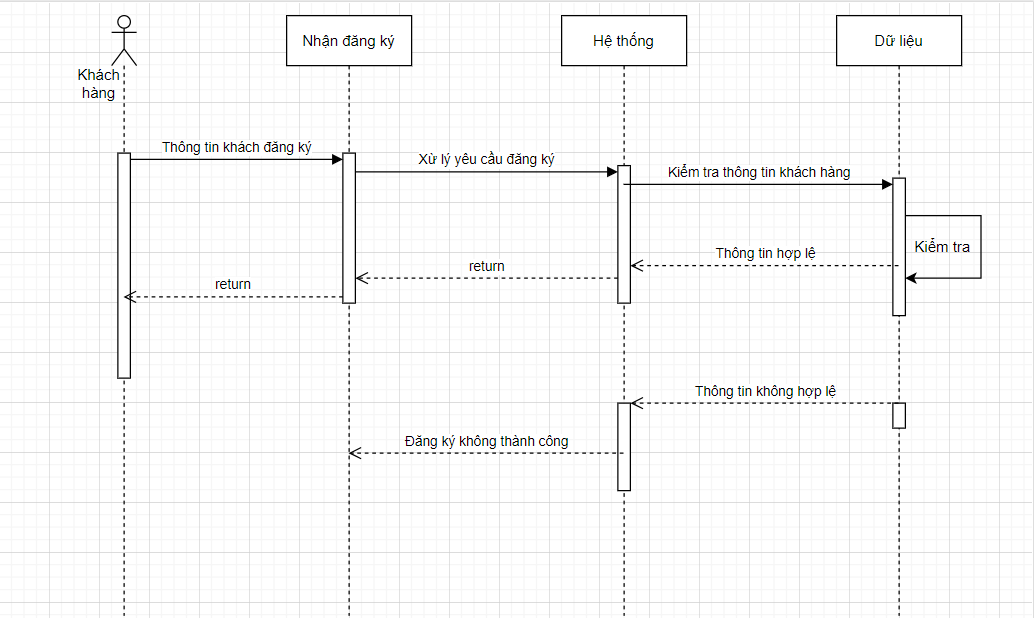 Khách
hàng
Nhận đăng ký
Hệ thống
Dữ liệu
Thông tin khách đăng ký
Xử lý yêu cầu đăng ký
Kiểm tra thông tin khách hàng
Kiểm tra
Thông tin hợp lệ
return
return
Thông tin không hợp lệ
Đăng ký không thành công